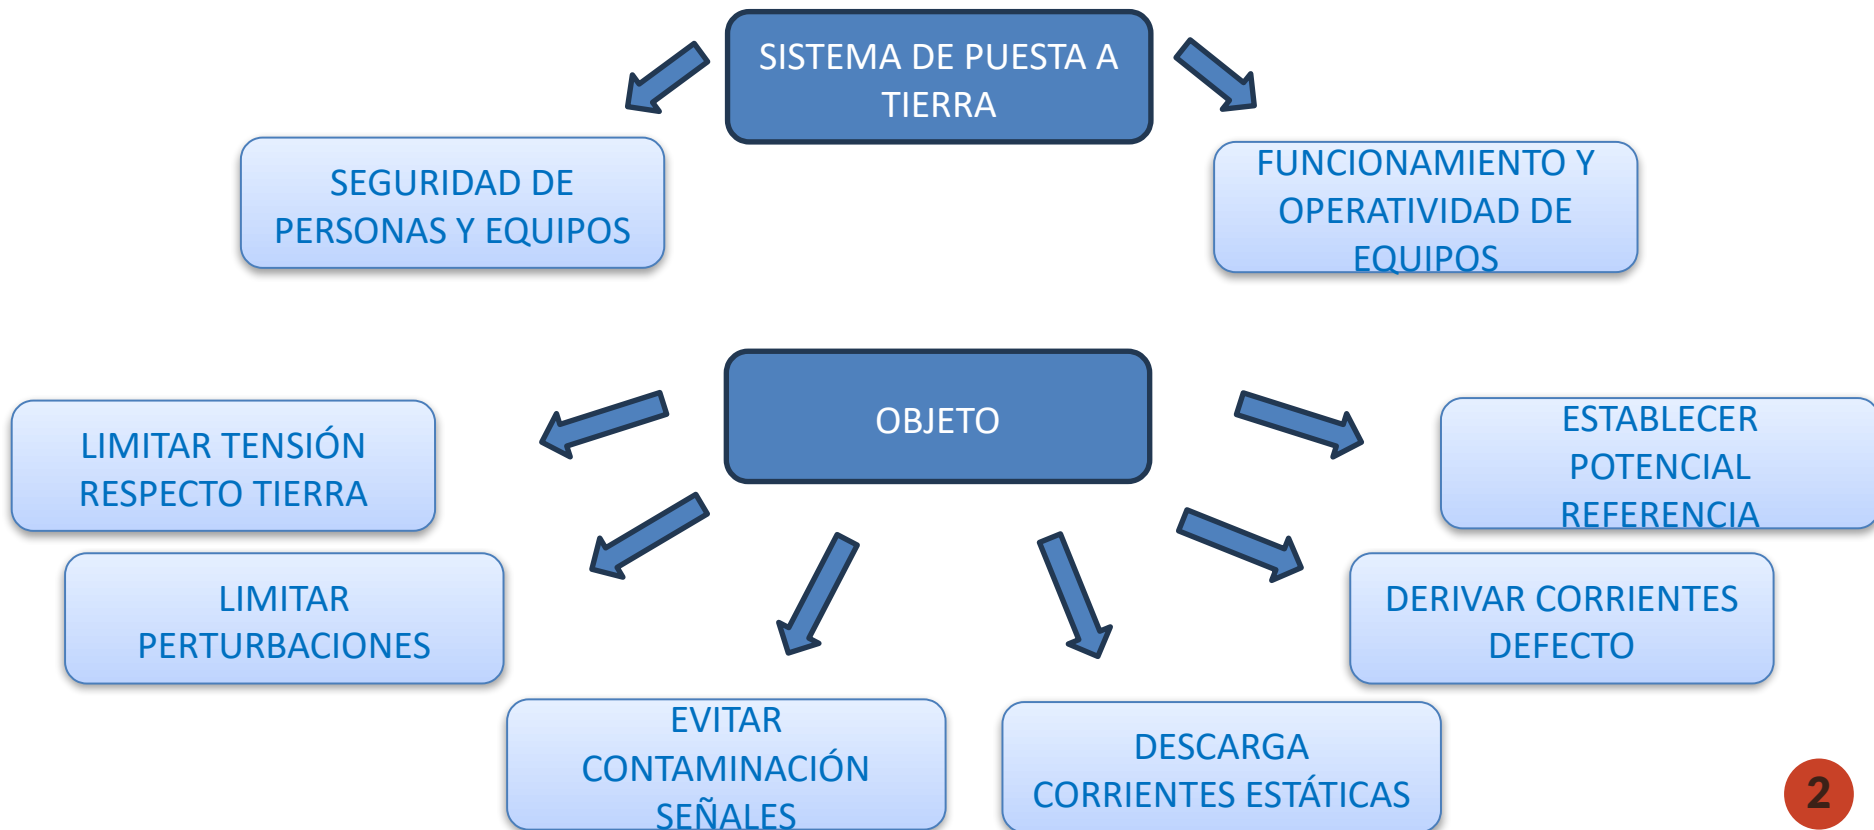 SISTEMA DE PUESTA A
TIERRA
SEGURIDAD DE
PERSONAS Y EQUIPOS
FUNCIONAMIENTO Y
OPERATIVIDAD DE
EQUIPOS
OBJETO
LIMITAR TENSIÓN
RESPECTO TIERRA
ESTABLECER
POTENCIAL
REFERENCIA
LIMITAR
PERTURBACIONES
DERIVAR CORRIENTES
DEFECTO
EVITAR
CONTAMINACIÓN
SEÑALES
DESCARGA
CORRIENTES ESTÁTICAS
2